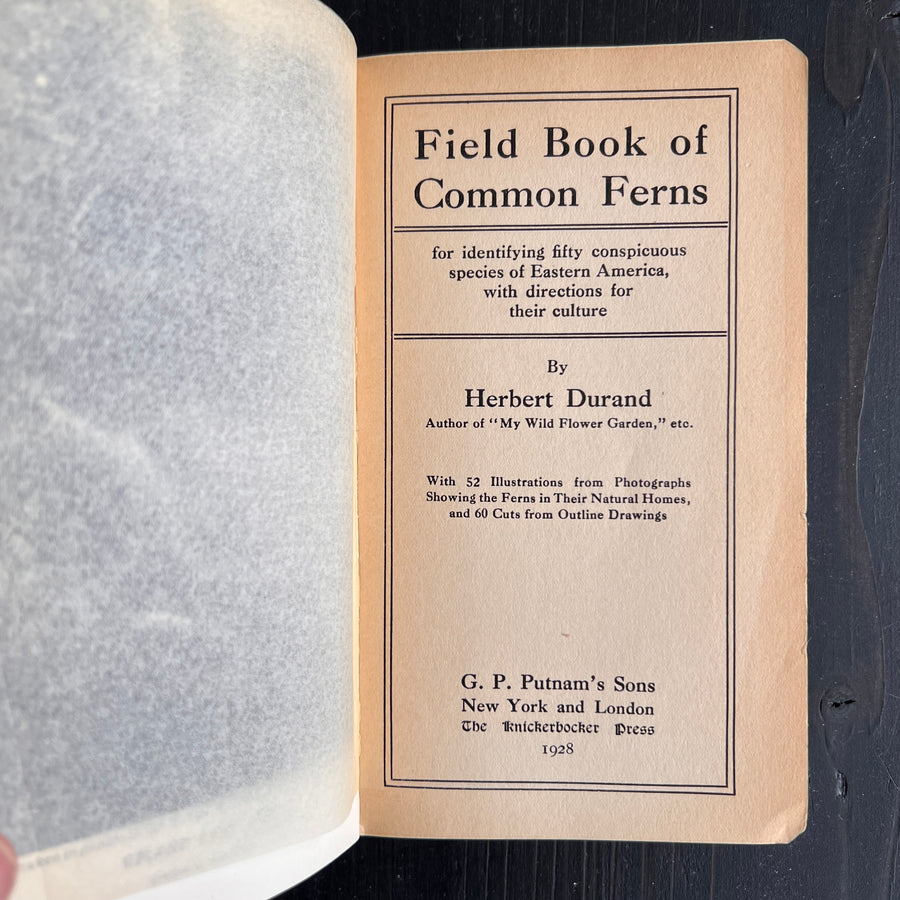 Field Book of
Common Ferns
for identifying fifty conspicuous
species of Eastern America,
with directions for
their culture
By
Herbert Durand
Author of "My Wild Flower Garden," etc.
With 52 Illustrations from Photographs
Showing the Ferns in Their Natural Homes,
and 60 Cuts from Outline Drawings
G. P. Putnam's Sons
New York and London
The Knickerbocker Press
1928